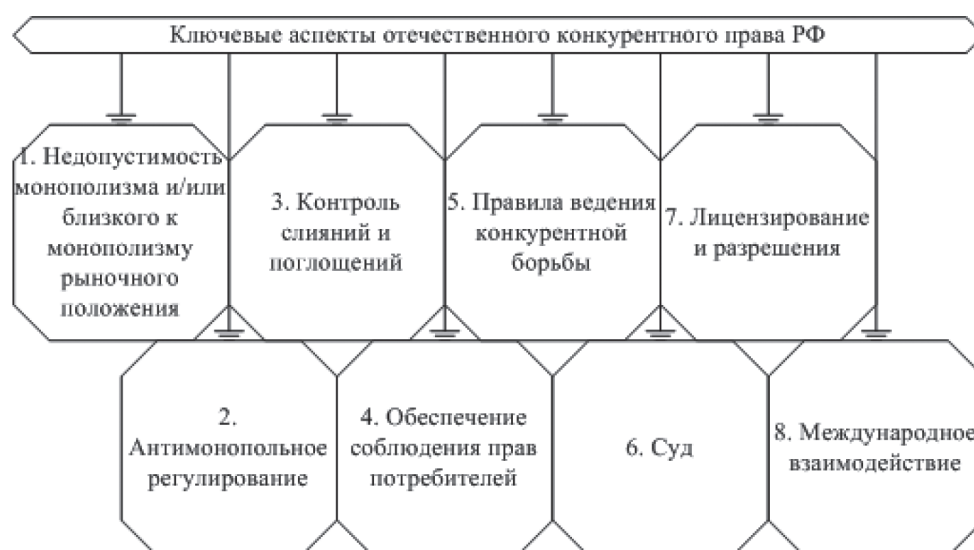 Ключевые аспекты отечественного конкурентного права РФ
1. Недопустимость
монополизма и/или
близкого к
монополизму
рыночного
положения
2.
Антимонопольное
регулирование
3. Контроль
слияний и
поглощений
4. Обеспечение
соблюдения прав
потребителей
5. Правила ведения
конкурентной
борьбы
6. Суд
7. Лицензирование
и разрешения
8. Международное
взаимодействие